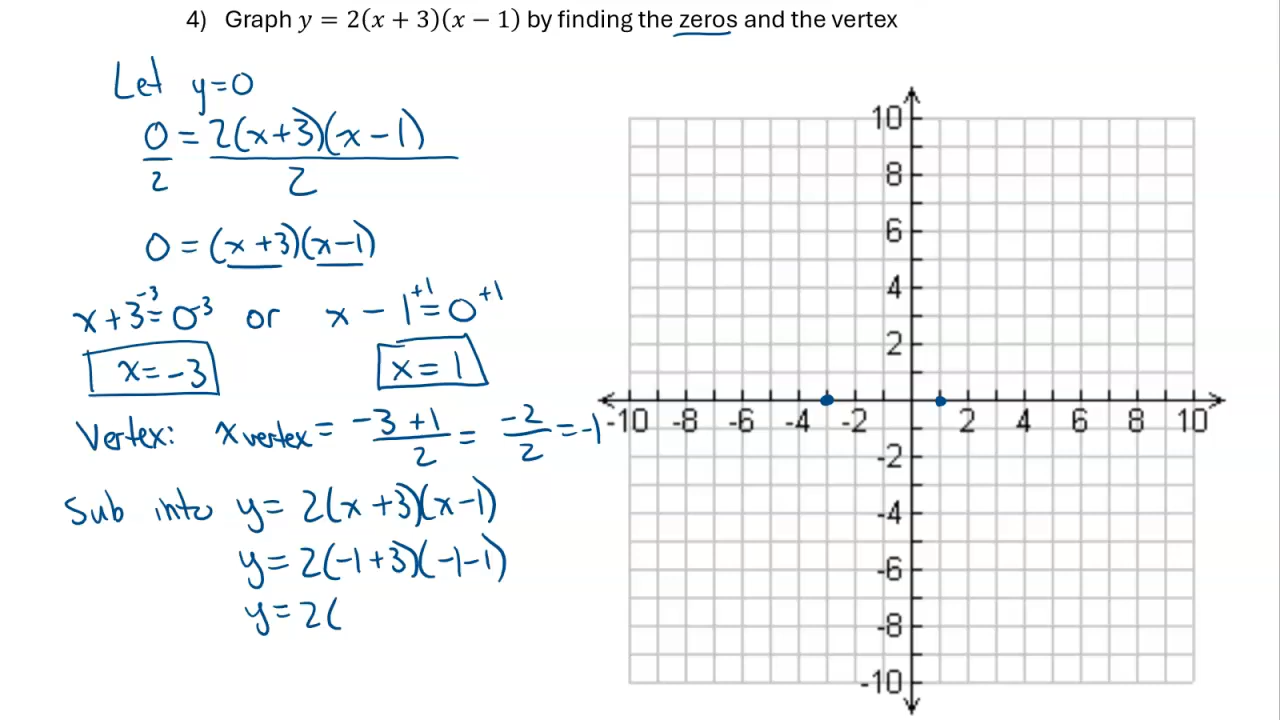 4) Graph y = 2(x + 3)(x − 1) by finding the zeros and the vertex
Let y=0
0/2 = 2(x+3)(x-1)/2
0 = (x+3)(x-1)
x+3-3=0-3 or x-1+1=0+1
x=-3 x=1
Vertex: xvertex = -3+1/2 = -2/2 = -1
Sub into y= 2(x+3)(x-1)
y= 2(-1+3)(-1-1)
y= 2(
10
8
6
4
2
-10 -8 -6 -4 -2 2 4 6 8 10
-2
-4
-6
-8
-10